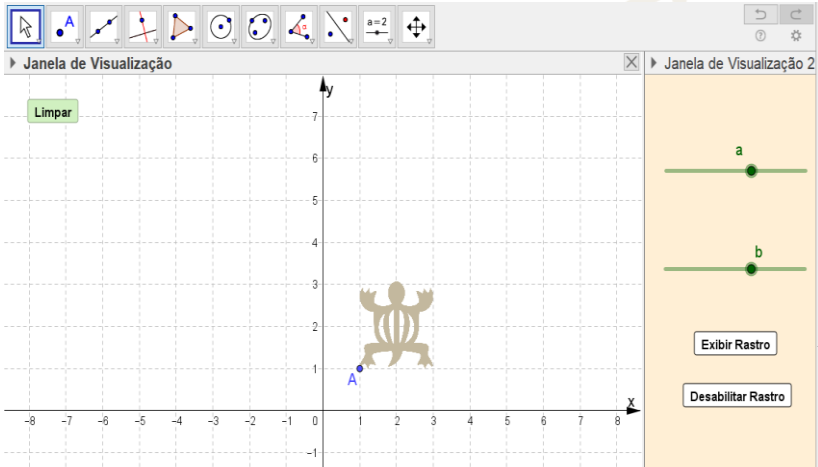 A α a=2
Janela de Visualização
Janela de Visualização 2
Limpar
y
7
6
5
4
3
2
1
A
x
-8 -7 -6 -5 -4 -3 -2 -1 0 1 2 3 4 5 6 7 8
-1
a
b
Exibir Rastro
Desabilitar Rastro